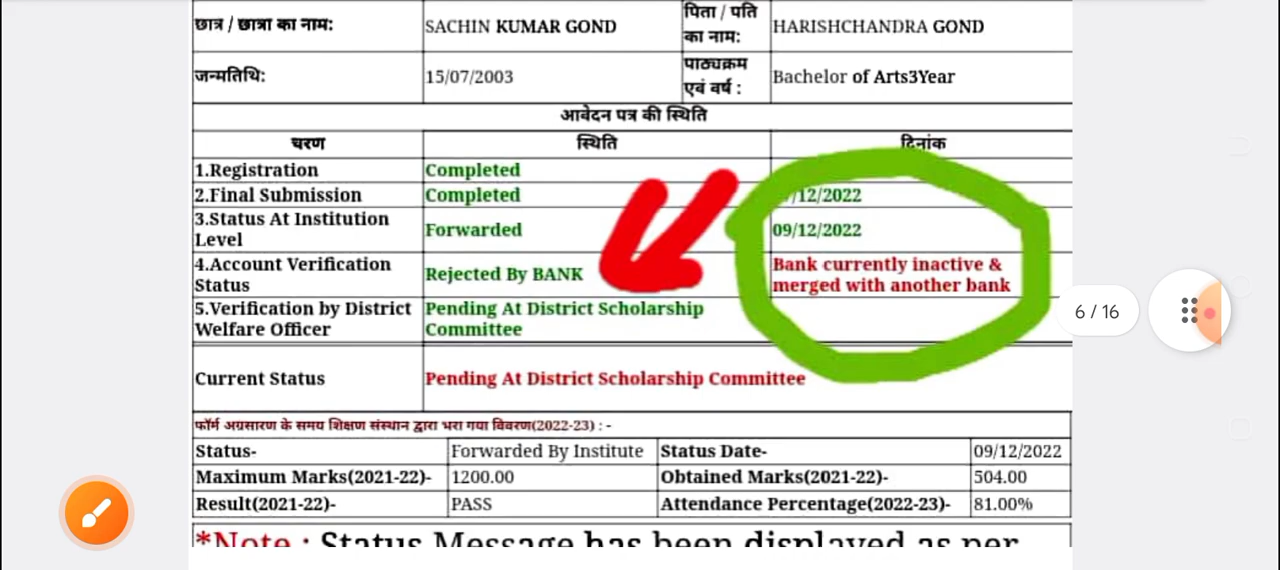 छात्र / छात्रा का नाम: SACHIN KUMAR GOND पिता / पति का नाम: HARISHCHANDRA GOND
जन्मतिथि: 15/07/2003 पाठ्यक्रम एवं वर्ष : Bachelor of Arts3Year
आवेदन पत्र की स्थिति
चरण स्थिति दिनांक
1.Registration Completed
2.Final Submission Completed /12/2022
3.Status At Institution Level Forwarded 09/12/2022
4.Account Verification Status Rejected By BANK Bank currently inactive & merged with another bank
5.Verification by District Welfare Officer Pending At District Scholarship Committee
Current Status Pending At District Scholarship Committee
फॉर्म अग्रसारण के समय शिक्षण संस्थान द्वारा भरा गया विवरण(2022-23) : -
Status- Forwarded By Institute Status Date- 09/12/2022
Maximum Marks(2021-22)- 1200.00 Obtained Marks(2021-22)- 504.00
Result(2021-22)- PASS Attendance Percentage(2022-23)- 81.00%
*Note : Status Message has been displayed as per
6 / 16